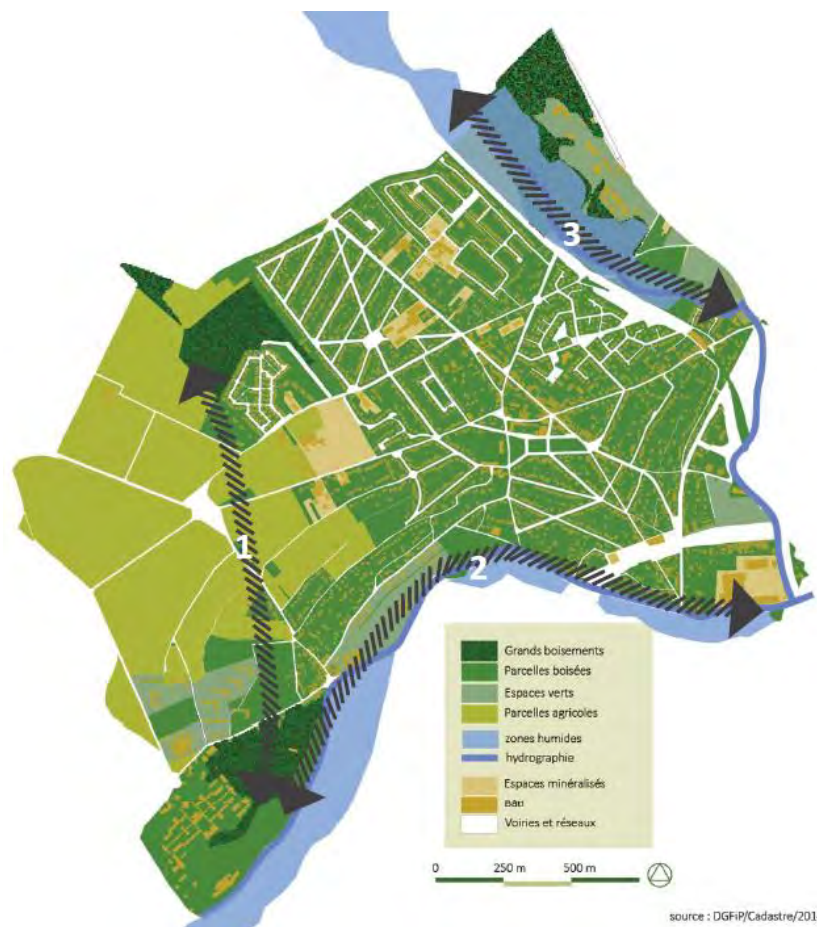 3
1
2
Grands boisements
Parcelles boisées
Espaces verts
Parcelles agricoles
zones humides
hydrographie
Espaces minéralisés
Bâti
Voiries et réseaux
0 250 m 500 m
source : DGFiP/Cadastre/201